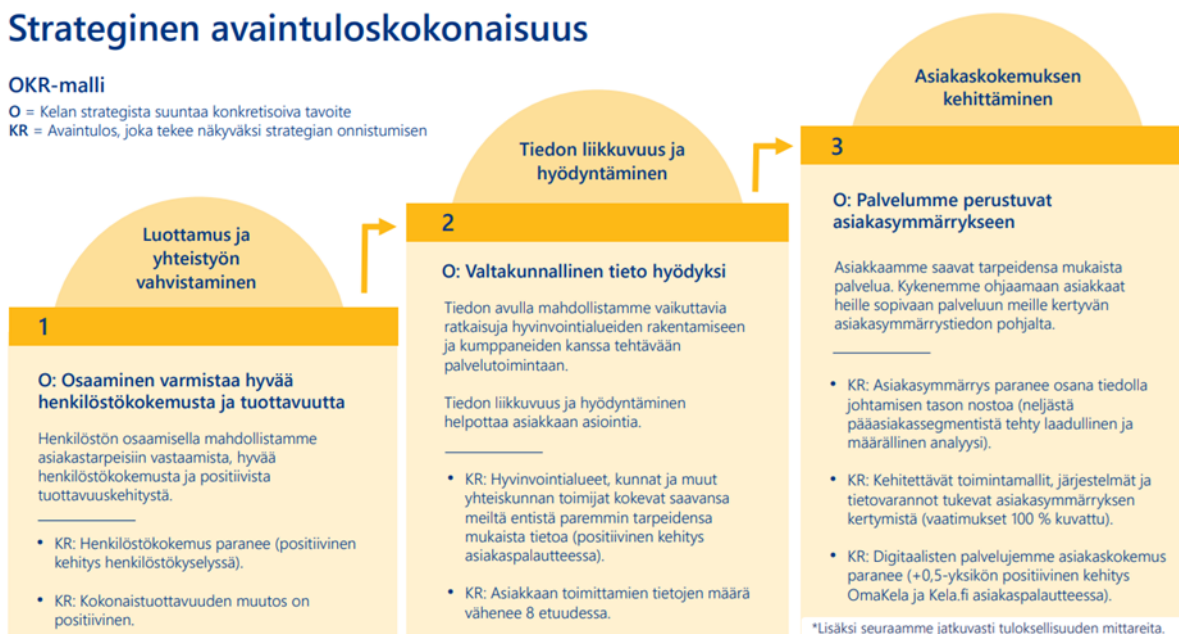 Strateginen avaintuloskokonaisuus
OKR-malli
O = Kelan strategista suuntaa konkretisoiva tavoite
KR = Avaintulos, joka tekee näkyväksi strategian onnistumisen
Luottamus ja
yhteistyön
vahvistaminen
1
O: Osaaminen varmistaa hyvää
henkilöstökokemusta ja tuottavuutta
Henkilöstön osaamisella mahdollistamme
asiakastarpeisiin vastaamista, hyvää
henkilöstökokemusta ja positiivista
tuottavuuskehitystä.
• KR: Henkilöstökokemus paranee (positiivinen
kehitys henkilöstökyselyssä).
• KR: Kokonaistuottavuuden muutos on
positiivinen.
Tiedon liikkuvuus ja
hyödyntäminen
2
O: Valtakunnallinen tieto hyödyksi
Tiedon avulla mahdollistamme vaikuttavia
ratkaisuja hyvinvointialueiden rakentamiseen
ja kumppaneiden kanssa tehtävään
palvelutoimintaan.
Tiedon liikkuvuus ja hyödyntäminen
helpottaa asiakkaan asiointia.
• KR: Hyvinvointialueet, kunnat ja muut
yhteiskunnan toimijat kokevat saavansa
meiltä entistä paremmin tarpeidensa
mukaista tietoa (positiivinen kehitys
asiakaspalautteessa).
• KR: Asiakkaan toimittamien tietojen määrä
vähenee 8 etuudessa.
Asiakaskokemuksen
kehittäminen
3
O: Palvelumme perustuvat
asiakasymmärrykseen
Asiakkaamme saavat tarpeidensa mukaista
palvelua. Kykenemme ohjaamaan asiakkaat
heille sopivaan palveluun meille kertyvän
asiakasymmärrystiedon pohjalta.
• KR: Asiakasymmärrys paranee osana tiedolla
johtamisen tason nostoa (neljästä
pääasiakassegmentistä tehty laadullinen ja
määrällinen analyysi).
• KR: Kehitettävät toimintamallit, järjestelmät ja
tietovarannot tukevat asiakasymmärryksen
kertymistä (vaatimukset 100 % kuvattu).
• KR: Digitaalisten palvelujemme asiakaskokemus
paranee (+0,5-yksikön positiivinen kehitys
OmaKela ja Kela.fi asiakaspalautteessa).
*Lisäksi seuraamme jatkuvasti tuloksellisuuden mittareita.